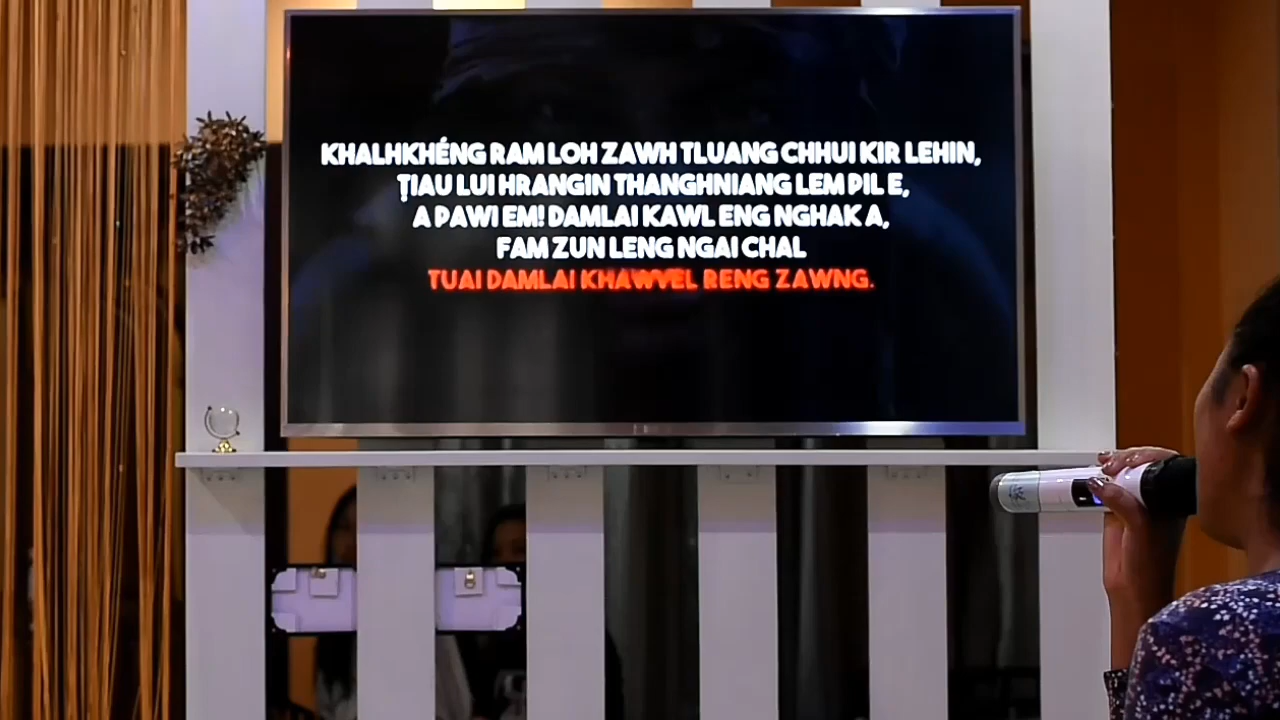 KHALHKHÉNG RAM LOH ZAWH TLUANG CHHUI KIR LEHIN,
ṬIAU LUI HRANGIN THANGHNIANG LEM PIL E,
A PAWI EM! DAMLAI KAWL ENG NGHAK A,
FAM ZUN LENG NGAI CHAL
TUAI DAMLAI KHAWVEL RENG ZAWNG.